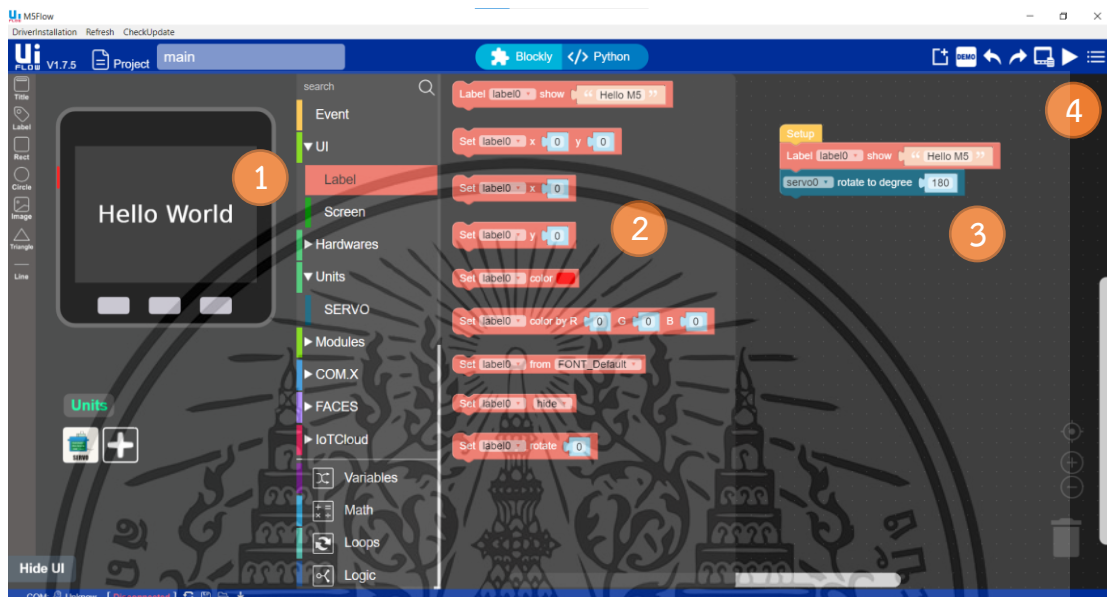 M5Flow
DriverInstallation Refresh CheckUpdate
Ui FLOW V1.7.5 Project main Blockly </> Python DEMO
Title
Label
Rect
Circle
Image
Triangle
Line
Hello World
Units
SERVO
Hide UI
1
search
Event
UI
Label
Screen
Hardwares
Units
SERVO
Modules
COM.X
FACES
IoTCloud
Variables
Math
Loops
Logic
Label label0 show “ Hello M5 ”
Set label0 x 0 y 0
Set label0 x 0
Set label0 y 0
Set label0 color
Set label0 color by R 0 G 0 B 0
Set label0 from FONT_Default
Set label0 hide
Set label0 rotate 0
2
Setup
Label label0 show “ Hello M5 ”
servo0 rotate to degree 180
3
4